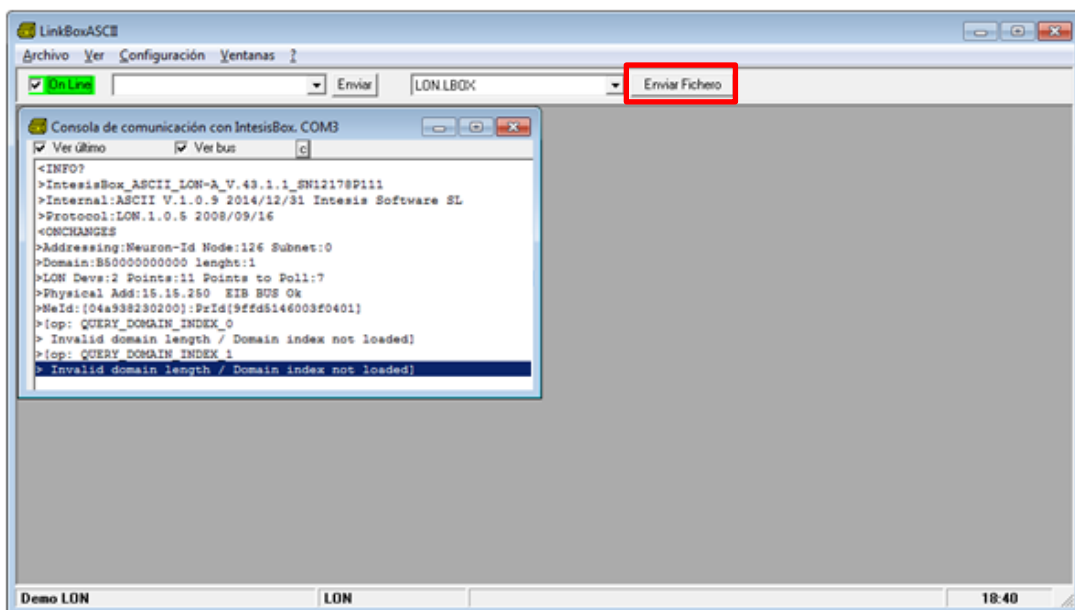 LinkBoxASCII
Archivo Ver Configuración Ventanas ?
On Line Enviar LON.LBOX Enviar Fichero
Consola de comunicación con IntesisBox. COM3
Ver último Ver bus c
<INFO?
>IntesisBox_ASCII_LON-A_V.43.1.1_SN12178P111
>Internal:ASCII V.1.0.9 2014/12/31 Intesis Software SL
>Protocol:LON.1.0.5 2008/09/16
<ONCHANGES
>Addressing:Neuron-Id Node:126 Subnet:0
>Domain:B50000000000 lenght:1
>LON Devs:2 Points:11 Points to Poll:7
>Physical Add:15.15.250 EIB BUS Ok
>NeId:[04a938230200]:PrId[9ffd5146003f0401]
>[op: QUERY_DOMAIN_INDEX_0
> Invalid domain length / Domain index not loaded]
>[op: QUERY_DOMAIN_INDEX_1
> Invalid domain length / Domain index not loaded]
Demo LON LON 18:40